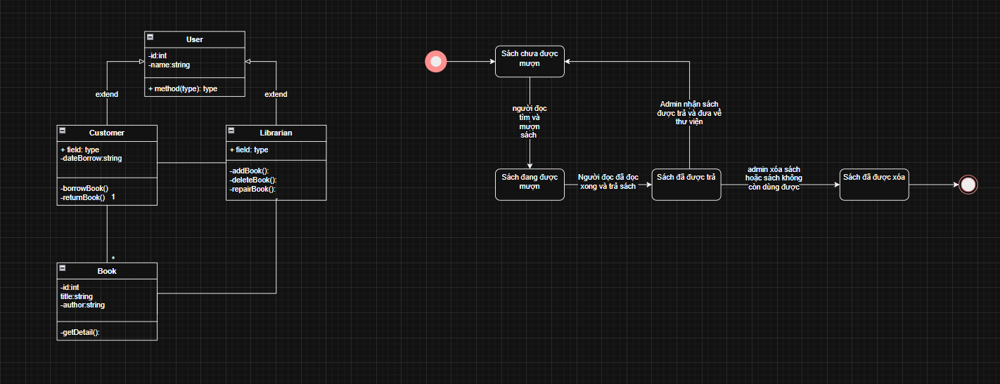 User
-id:int
-name:string
+ method(type): type
extend
extend
Customer
+ field: type
-dateBorrow:string
-borrowBook()
-returnBook()
1
Librarian
+ field: type
-addBook():
-deleteBook():
-repairBook():
*
Book
-id:int
title:string
-author:string
-getDetail():
Sách chưa được
mượn
người đọc
tìm và
mượn
sách
Admin nhận sách
được trả và đưa về
thư viện
Sách đang được
mượn
Người đọc đã đọc
xong và trả sách
Sách đã được trả
admin xóa sách
hoặc sách không
còn dùng được
Sách đã được xóa